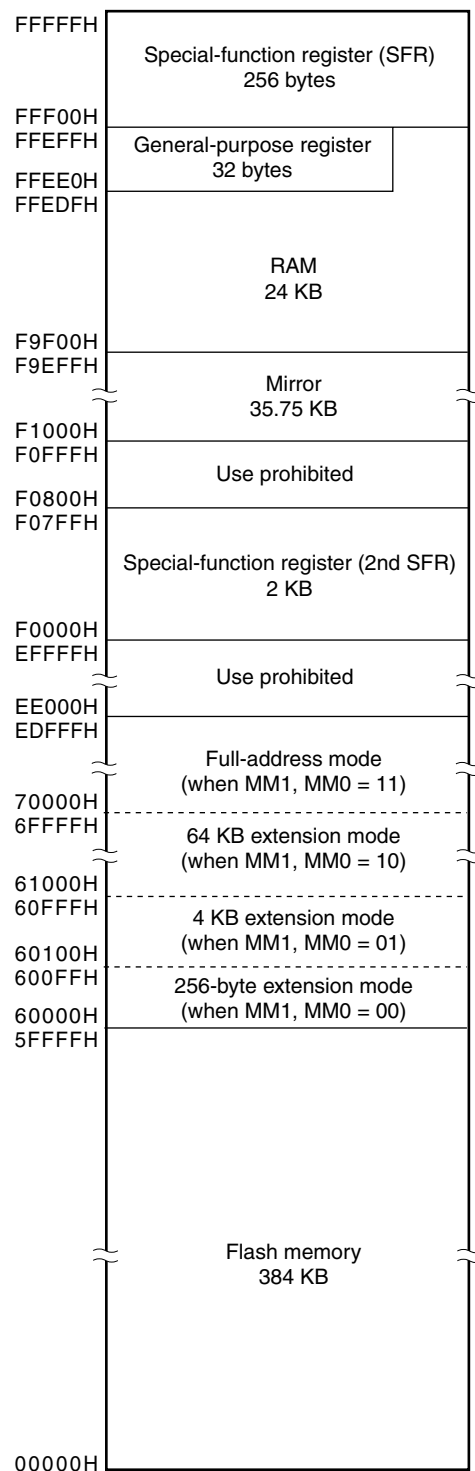 FFFFFH
Special-function register (SFR)
256 bytes
FFF00H
FFEFFH
General-purpose register
32 bytes
FFEE0H
FFEDFH
RAM
24 KB
F9F00H
F9EFFH
Mirror
35.75 KB
F1000H
F0FFFH
Use prohibited
F0800H
F07FFH
Special-function register (2nd SFR)
2 KB
F0000H
EFFFFH
Use prohibited
EE000H
EDFFFH
Full-address mode
(when MM1, MM0 = 11)
70000H
6FFFFH
64 KB extension mode
(when MM1, MM0 = 10)
61000H
60FFFH
4 KB extension mode
(when MM1, MM0 = 01)
60100H
600FFH
256-byte extension mode
(when MM1, MM0 = 00)
60000H
5FFFFH
Flash memory
384 KB
00000H